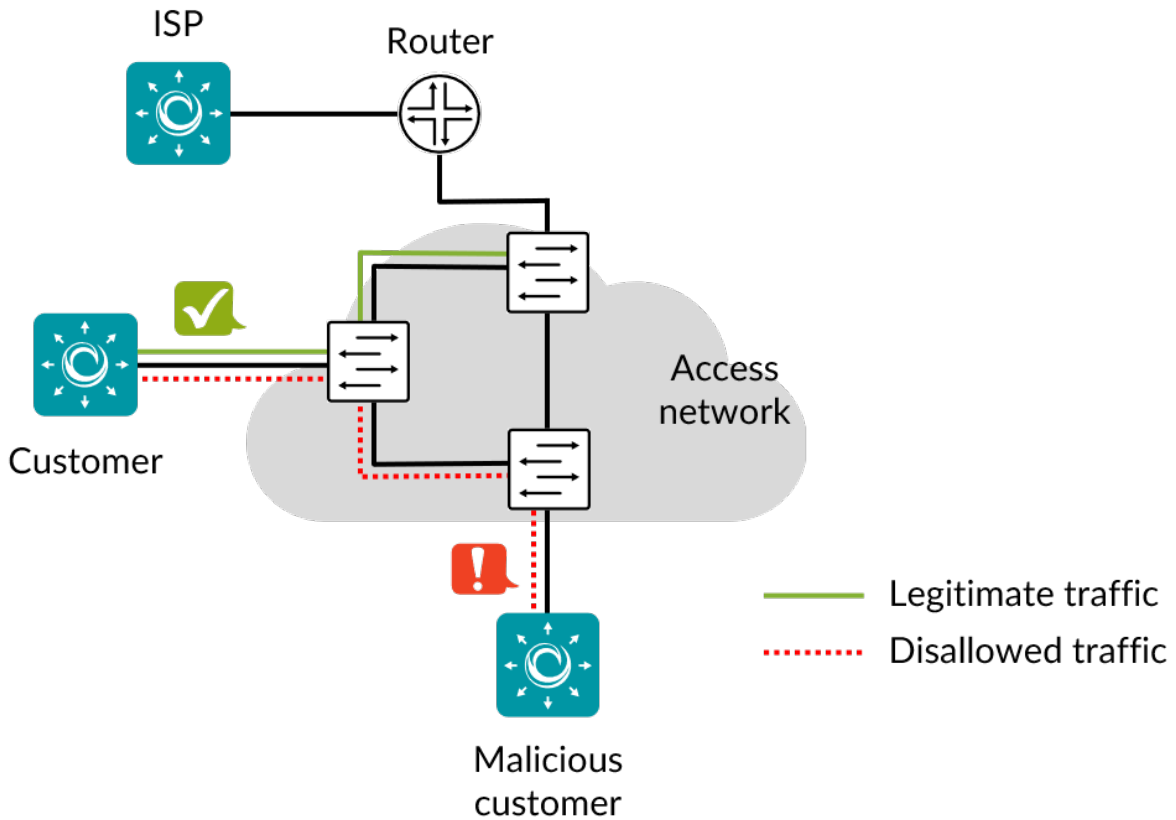 ISP
Router
Access
network
Customer
Legitimate traffic
Disallowed traffic
Malicious
customer